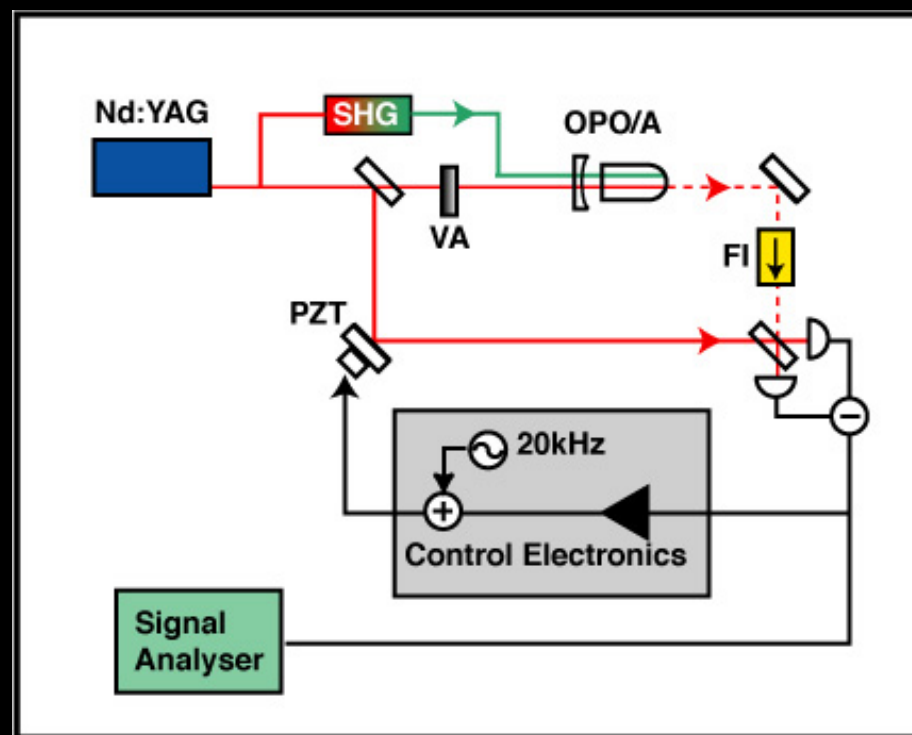 Nd:YAG
SHG
OPO/A
VA
FI
PZT
20kHz
Control Electronics
Signal
Analyser